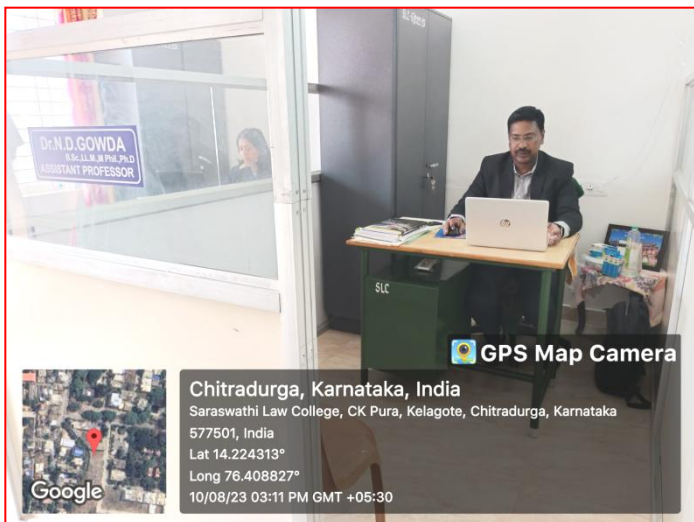 Dr.N.D.GOWDA
B.Sc.,LL.M.,M Phil.,Ph.D
ASSISTANT PROFESSOR
SLC
GPS Map Camera
Chitradurga, Karnataka, India
Saraswathi Law College, CK Pura, Kelagote, Chitradurga, Karnataka
577501, India
Lat 14.224313°
Long 76.408827°
10/08/23 03:11 PM GMT +05:30
Google